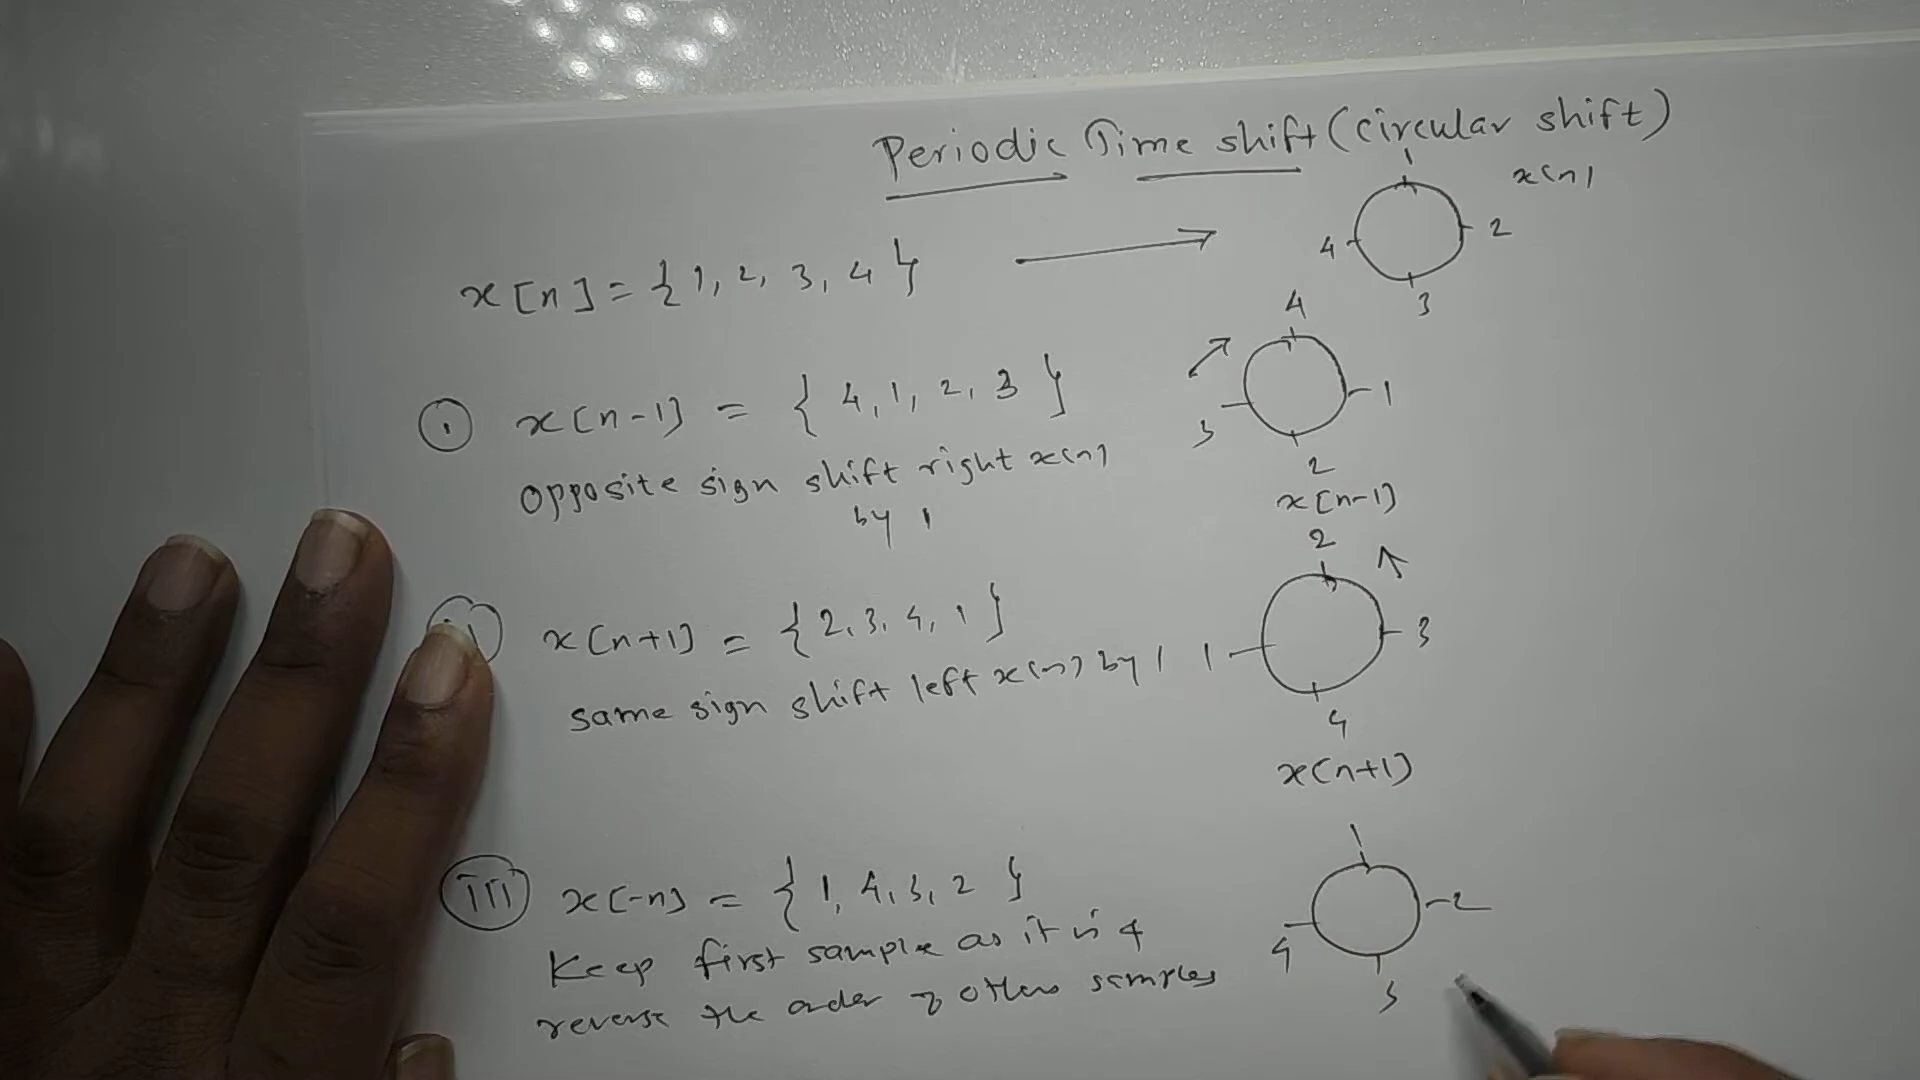 Periodic Time shift (circular shift)
x[n] = {1, 2, 3, 4}
1
x(n)
2
4
3
i x[n-1] = {4, 1, 2, 3}
opposite sign shift right x(n)
by 1
4
1
3
2
x[n-1]
x[n+1] = {2, 3, 4, 1}
same sign shift left x(n) by 1
2
3
1
4
x(n+1)
iii x[-n] = {1, 4, 3, 2}
Keep first sample as it is &
reverse the order of others samples
1
2
4
3